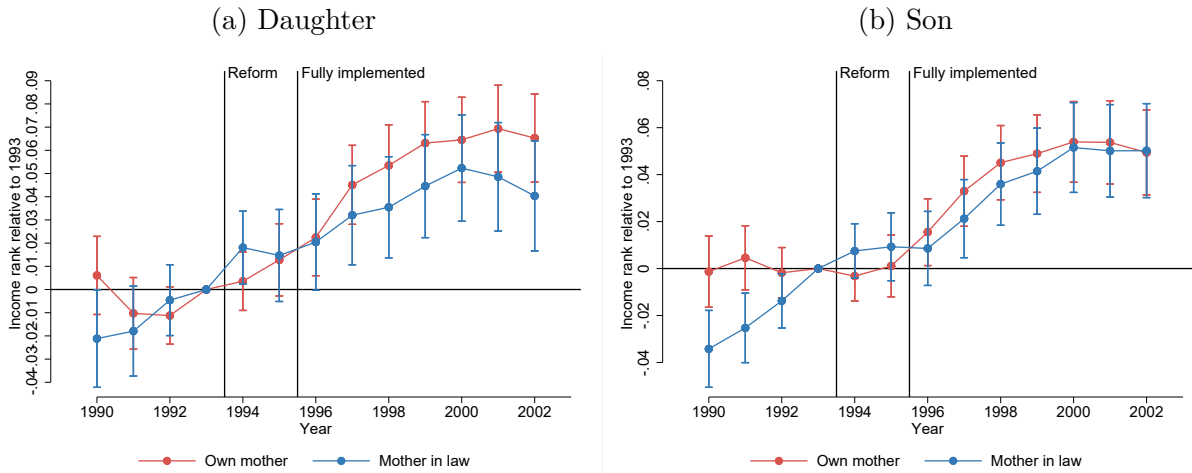 (a) Daughter
Reform
Fully implemented
Income rank relative to 1993
-.04-.03-.02-.01 0 .01.02.03.04.05.06.07.08.09
1990 1992 1994 1996 1998 2000 2002
Year
Own mother
Mother in law
(b) Son
Reform
Fully implemented
Income rank relative to 1993
-.04 -.02 0 .02 .04 .06 .08
1990 1992 1994 1996 1998 2000 2002
Year
Own mother
Mother in law